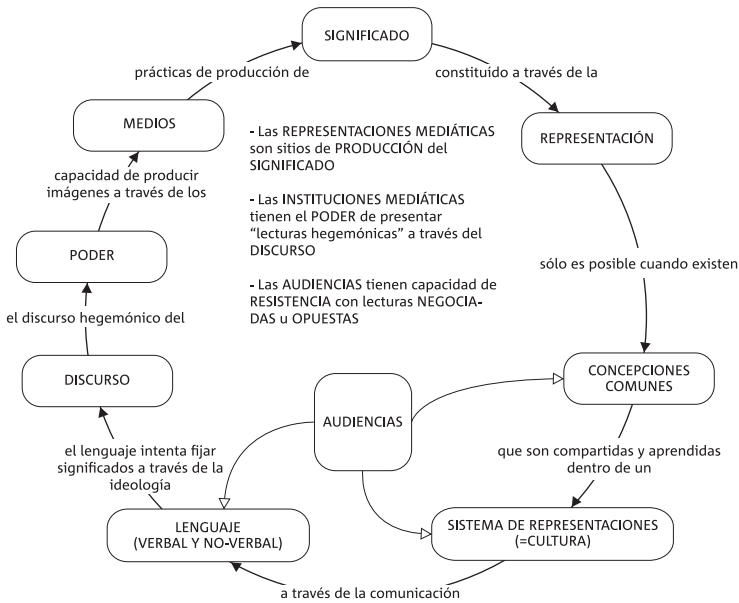 SIGNIFICADO
prácticas de producción de
constituído a través de la
MEDIOS
- Las REPRESENTACIONES MEDIÁTICAS
son sitios de PRODUCCIÓN del
SIGNIFICADO
REPRESENTACIÓN
capacidad de producir
imágenes a través de los
- Las INSTITUCIONES MEDIÁTICAS
tienen el PODER de presentar
“lecturas hegemónicas” a través del
DISCURSO
PODER
sólo es posible cuando existen
- Las AUDIENCIAS tienen capacidad de
RESISTENCIA con lecturas NEGOCIA-
DAS u OPUESTAS
el discurso hegemónico del
CONCEPCIONES
COMUNES
DISCURSO
AUDIENCIAS
el lenguaje intenta fijar
significados a través de la
ideología
que son compartidas y aprendidas
dentro de un
LENGUAJE
(VERBAL Y NO-VERBAL)
SISTEMA DE REPRESENTACIONES
(=CULTURA)
a través de la comunicación